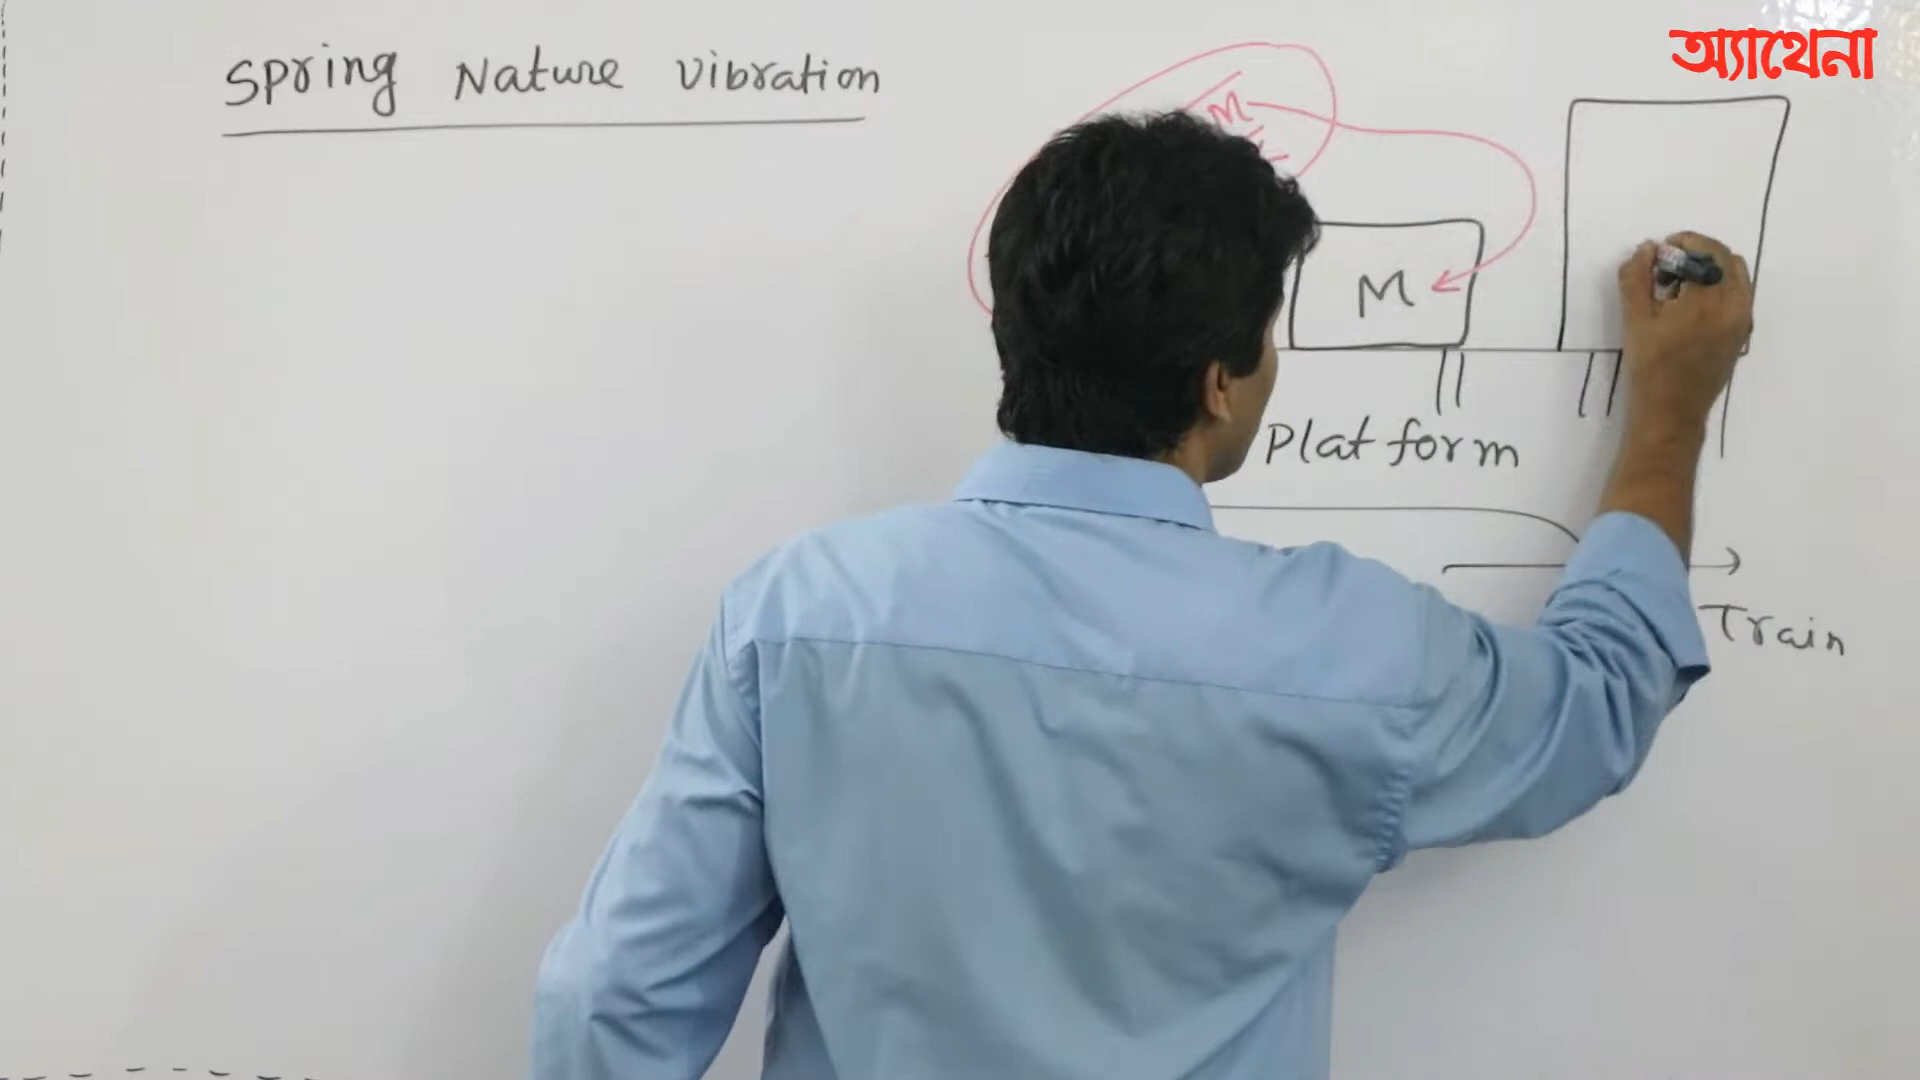 অ্যাথেনা
Spring Nature Vibration
M
M
Platform
Train